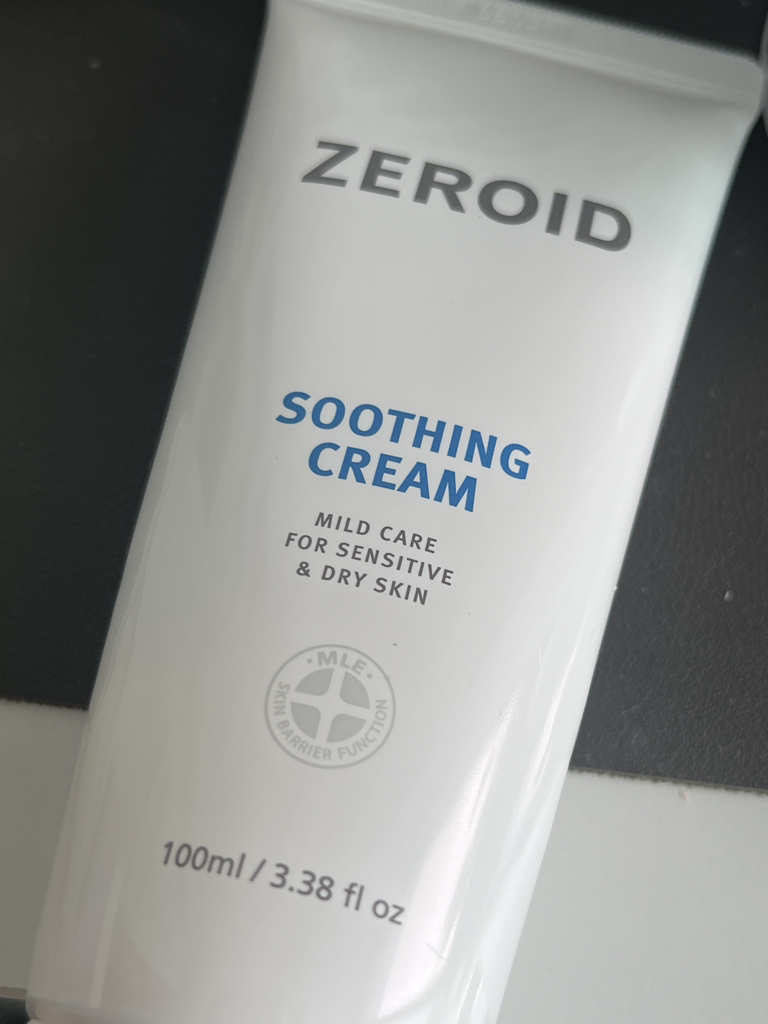 ZEROID
SOOTHING
CREAM
MILD CARE
FOR SENSITIVE
& DRY SKIN
·MLE·
SKIN BARRIER FUNCTION
100ml / 3.38 fl oz